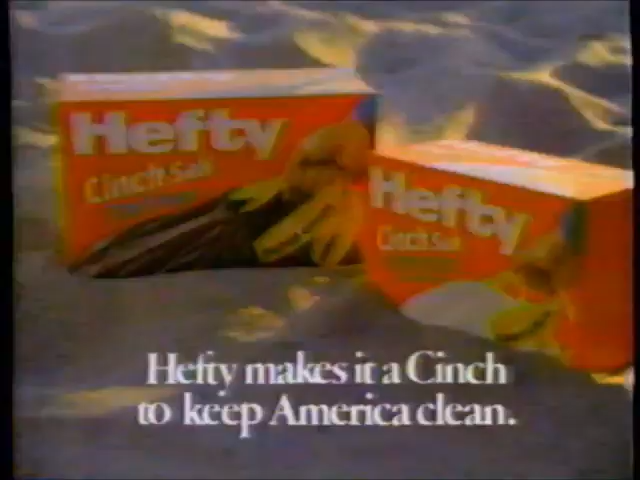 Hefty
Cinch Sak
Hefty
Cinch Sak
Hefty makes it a Cinch
to keep America clean.